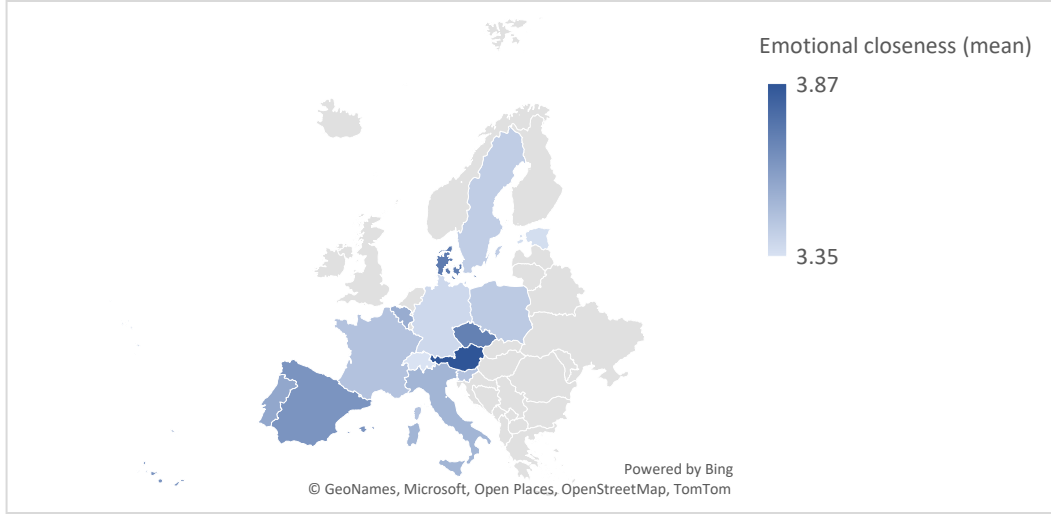 Emotional closeness (mean)
3.87
3.35
Powered by Bing
© GeoNames, Microsoft, Open Places, OpenStreetMap, TomTom